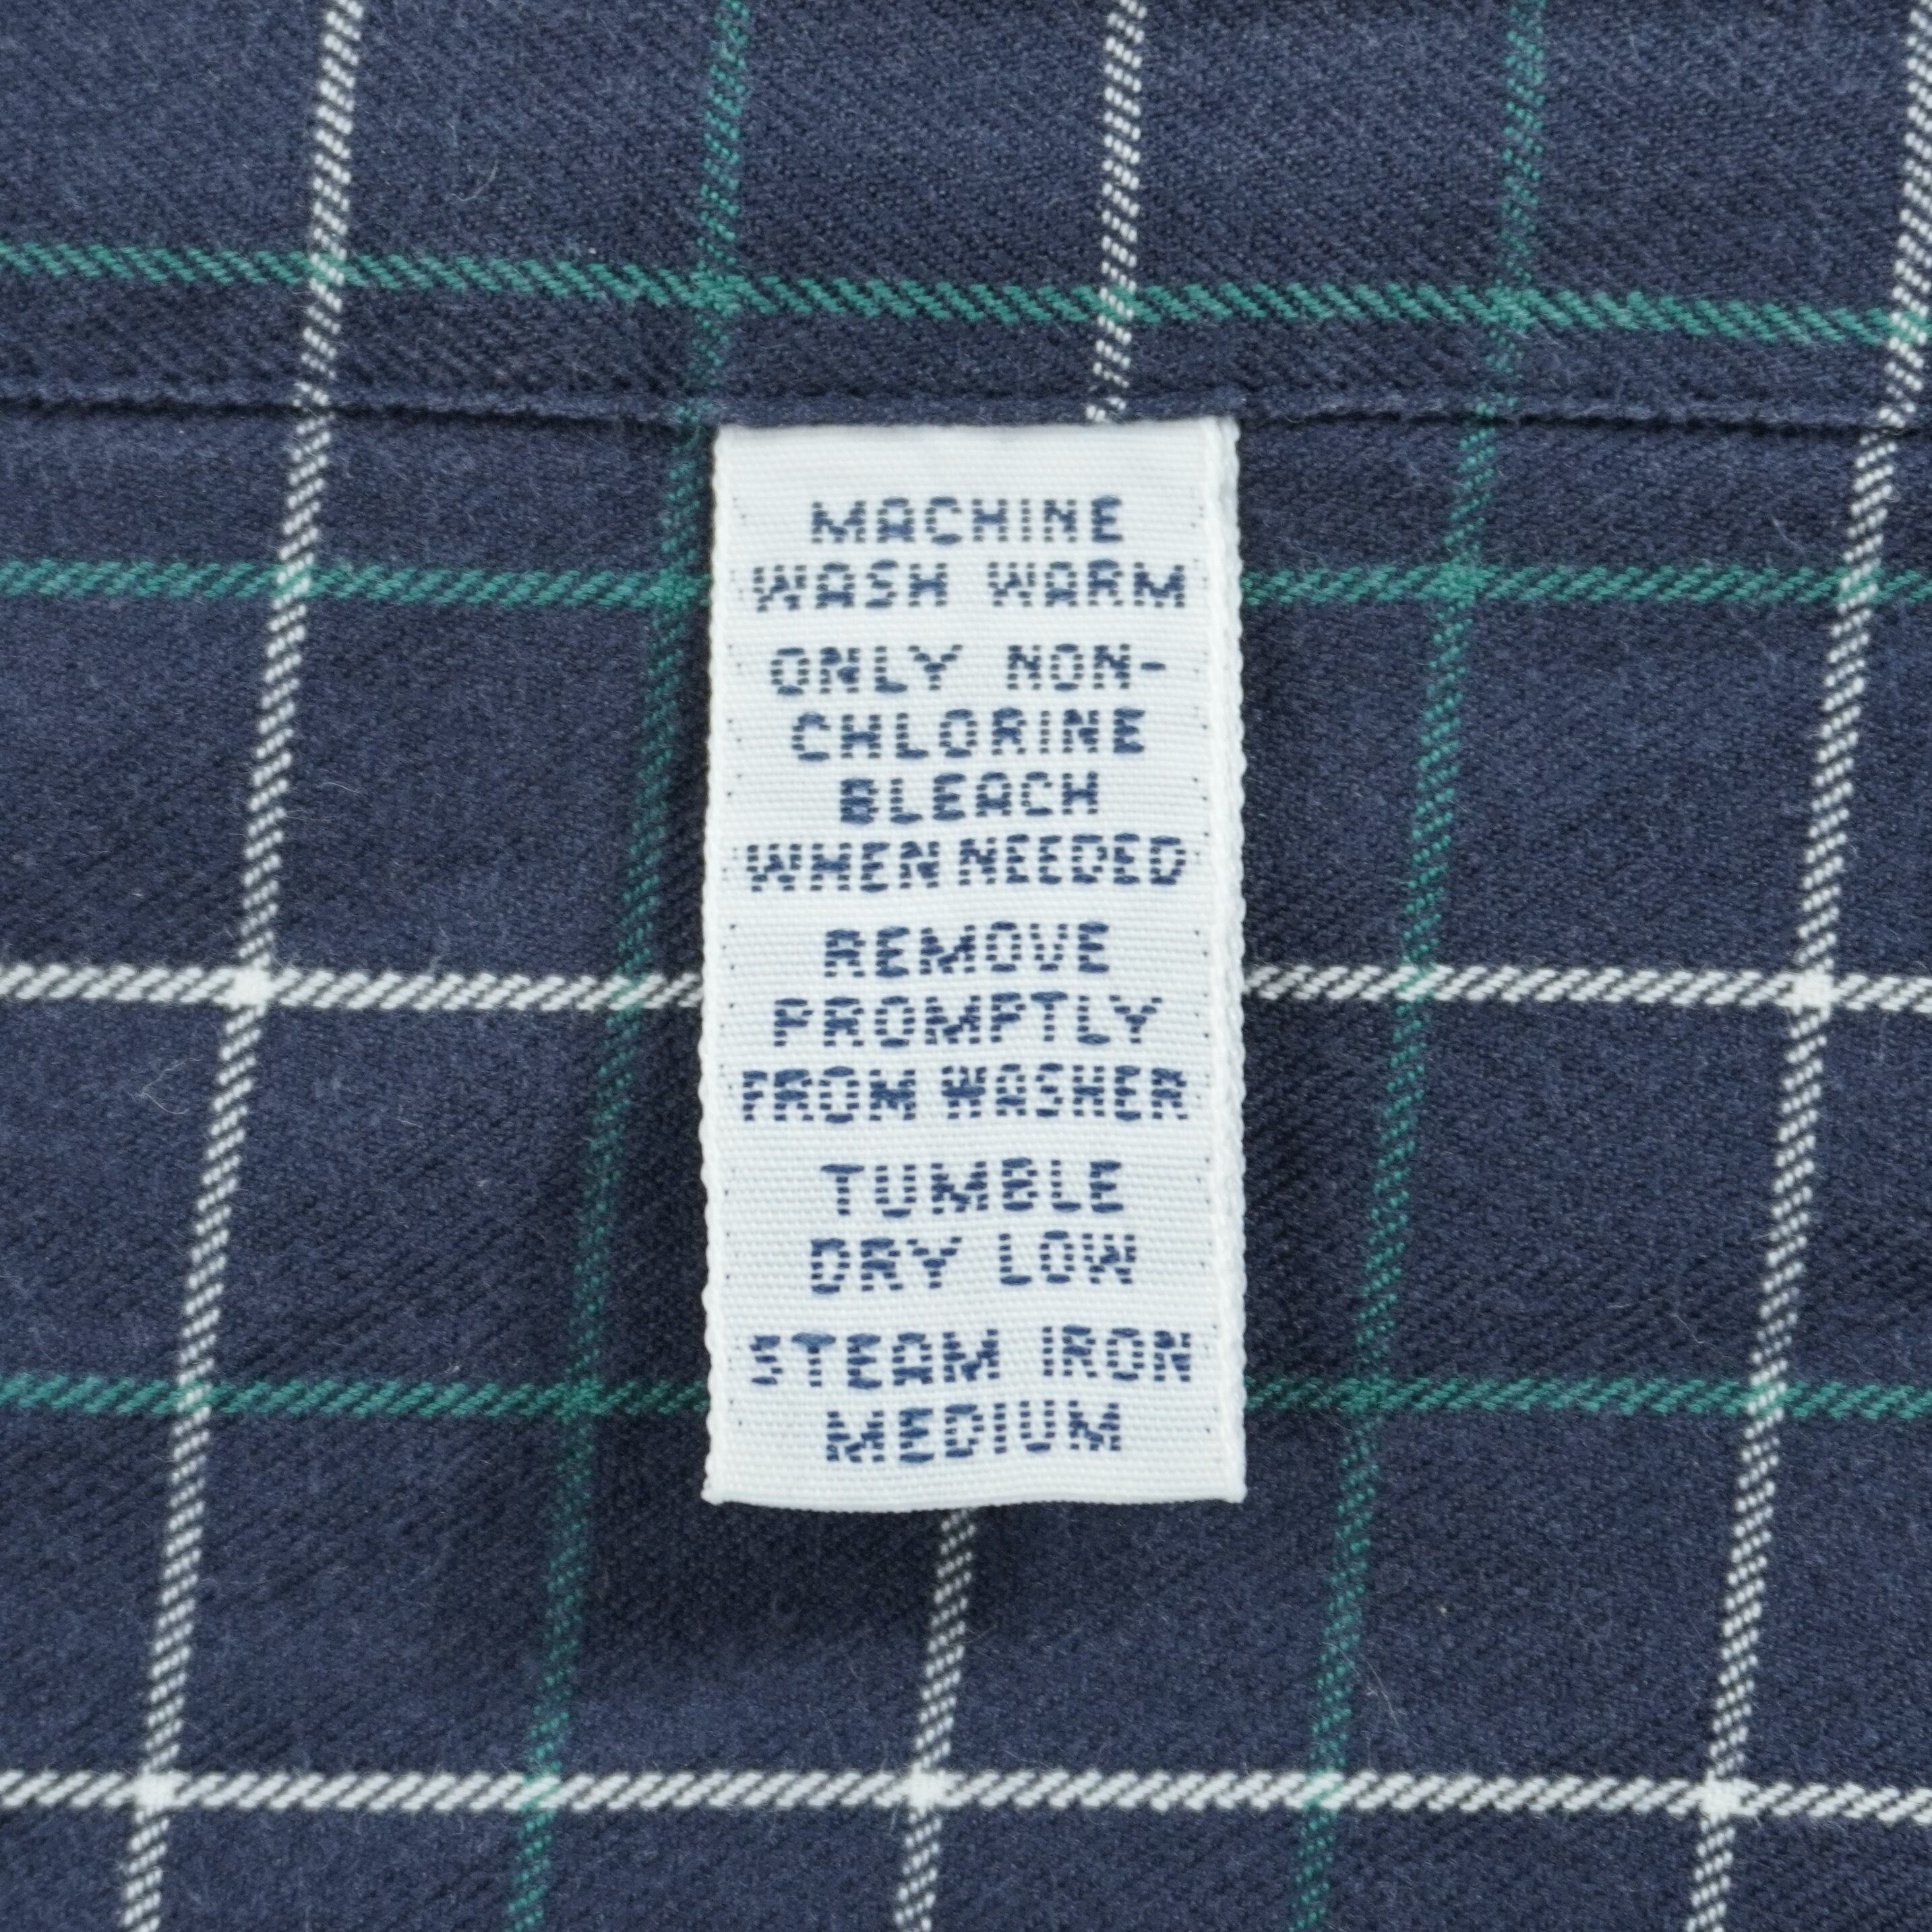 MACHINE
WASH WARM
ONLY NON-
CHLORINE
BLEACH
WHEN NEEDED
REMOVE
PROMPTLY
FROM WASHER
TUMBLE
DRY LOW
STEAM IRON
MEDIUM